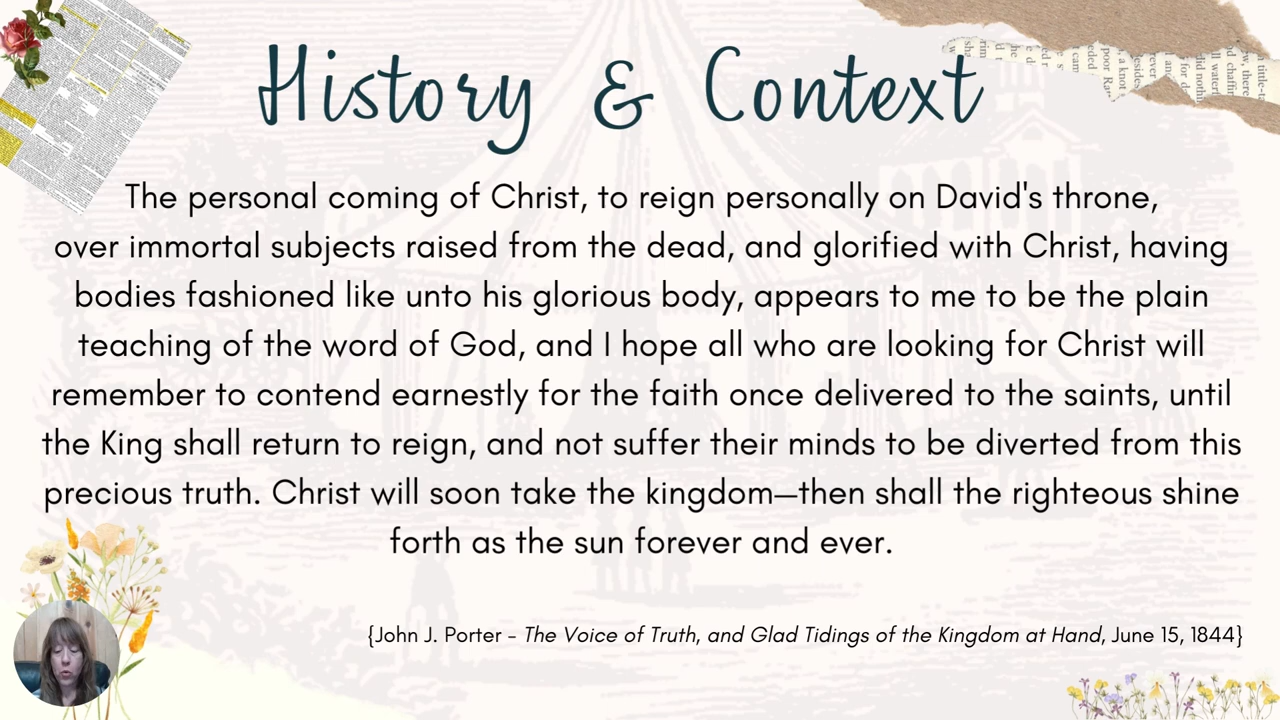 History & Context
The personal coming of Christ, to reign personally on David's throne,
over immortal subjects raised from the dead, and glorified with Christ, having
bodies fashioned like unto his glorious body, appears to me to be the plain
teaching of the word of God, and I hope all who are looking for Christ will
remember to contend earnestly for the faith once delivered to the saints, until
the King shall return to reign, and not suffer their minds to be diverted from this
precious truth. Christ will soon take the kingdom—then shall the righteous shine
forth as the sun forever and ever.
{John J. Porter - The Voice of Truth, and Glad Tidings of the Kingdom at Hand, June 15, 1844}